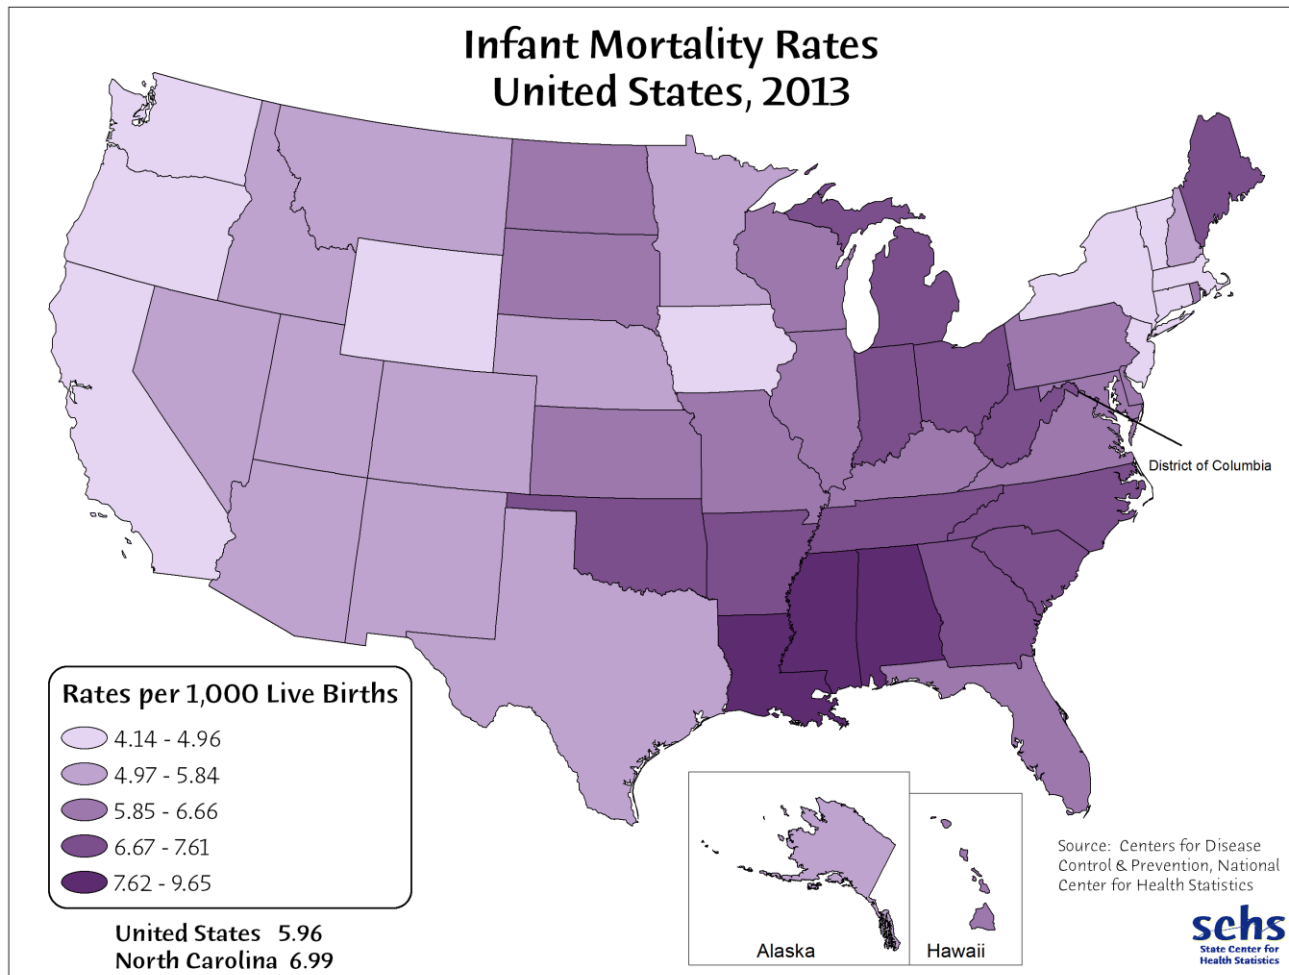 Infant Mortality Rates
United States, 2013
District of Columbia
Rates per 1,000 Live Births
4.14 - 4.96
4.97 - 5.84
5.85 - 6.66
6.67 - 7.61
7.62 - 9.65
United States 5.96
North Carolina 6.99
Alaska
Hawaii
Source: Centers for Disease
Control & Prevention, National
Center for Health Statistics
schs
State Center for
Health Statistics